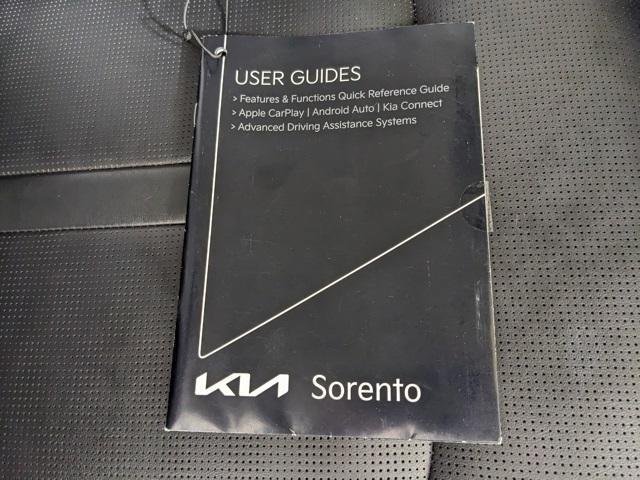 USER GUIDES
> Features & Functions Quick Reference Guide
> Apple CarPlay | Android Auto | Kia Connect
> Advanced Driving Assistance Systems
KIA Sorento